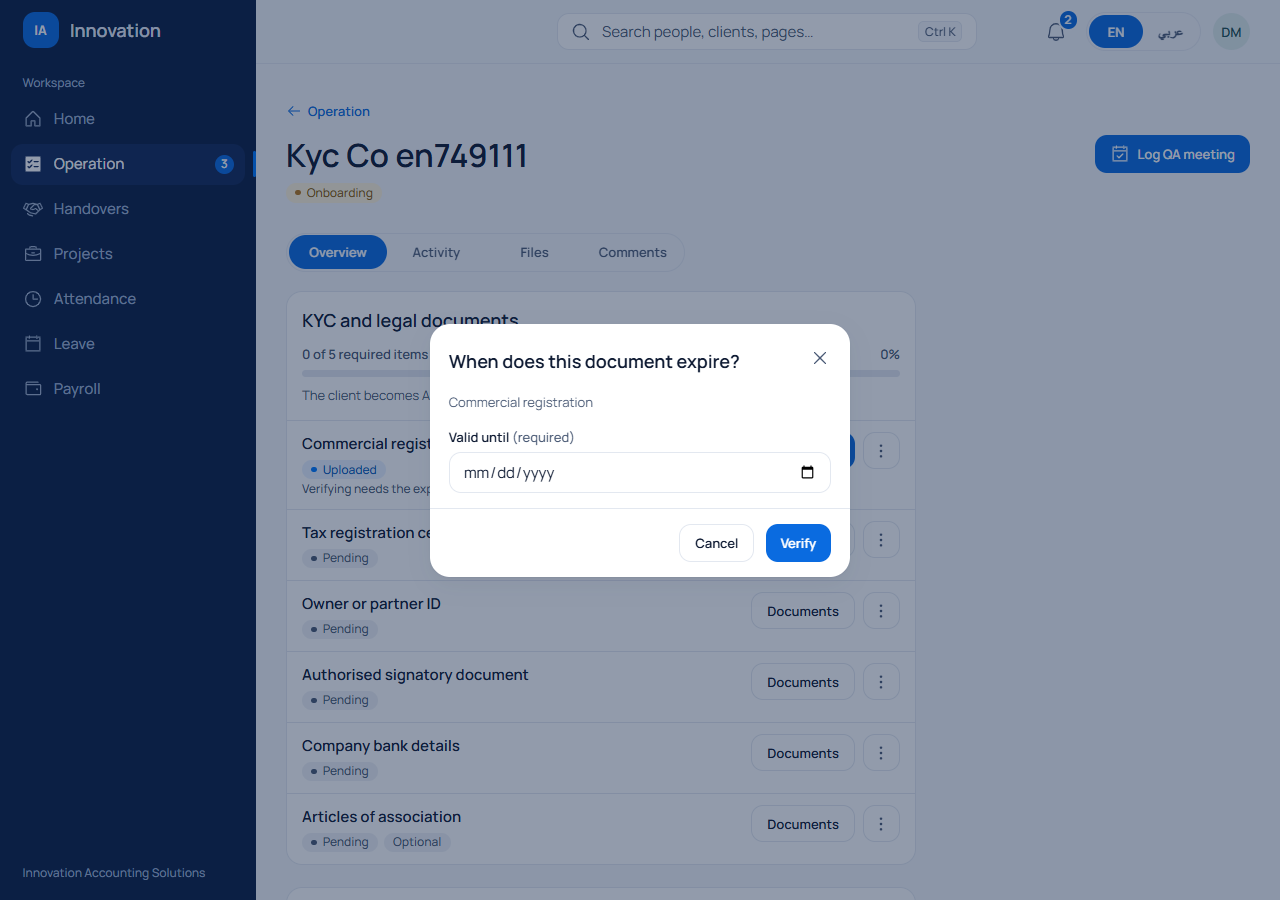 IA Innovation
Search people, clients, pages...
Ctrl K
2
EN
عربي
DM
Workspace
Home
Operation
3
Handovers
Projects
Attendance
Leave
Payroll
Innovation Accounting Solutions
Operation
Kyc Co en749111
Log QA meeting
Onboarding
Overview
Activity
Files
Comments
KYC and legal documents
0 of 5 required items
0%
The client becomes A
Commercial regist
Uploaded
Verifying needs the exp
Tax registration ce
Pending
Owner or partner ID
Pending
Documents
Authorised signatory document
Pending
Documents
Company bank details
Pending
Documents
Articles of association
Pending
Optional
Documents
When does this document expire?
Commercial registration
Valid until (required)
mm/dd/yyyy
Cancel
Verify